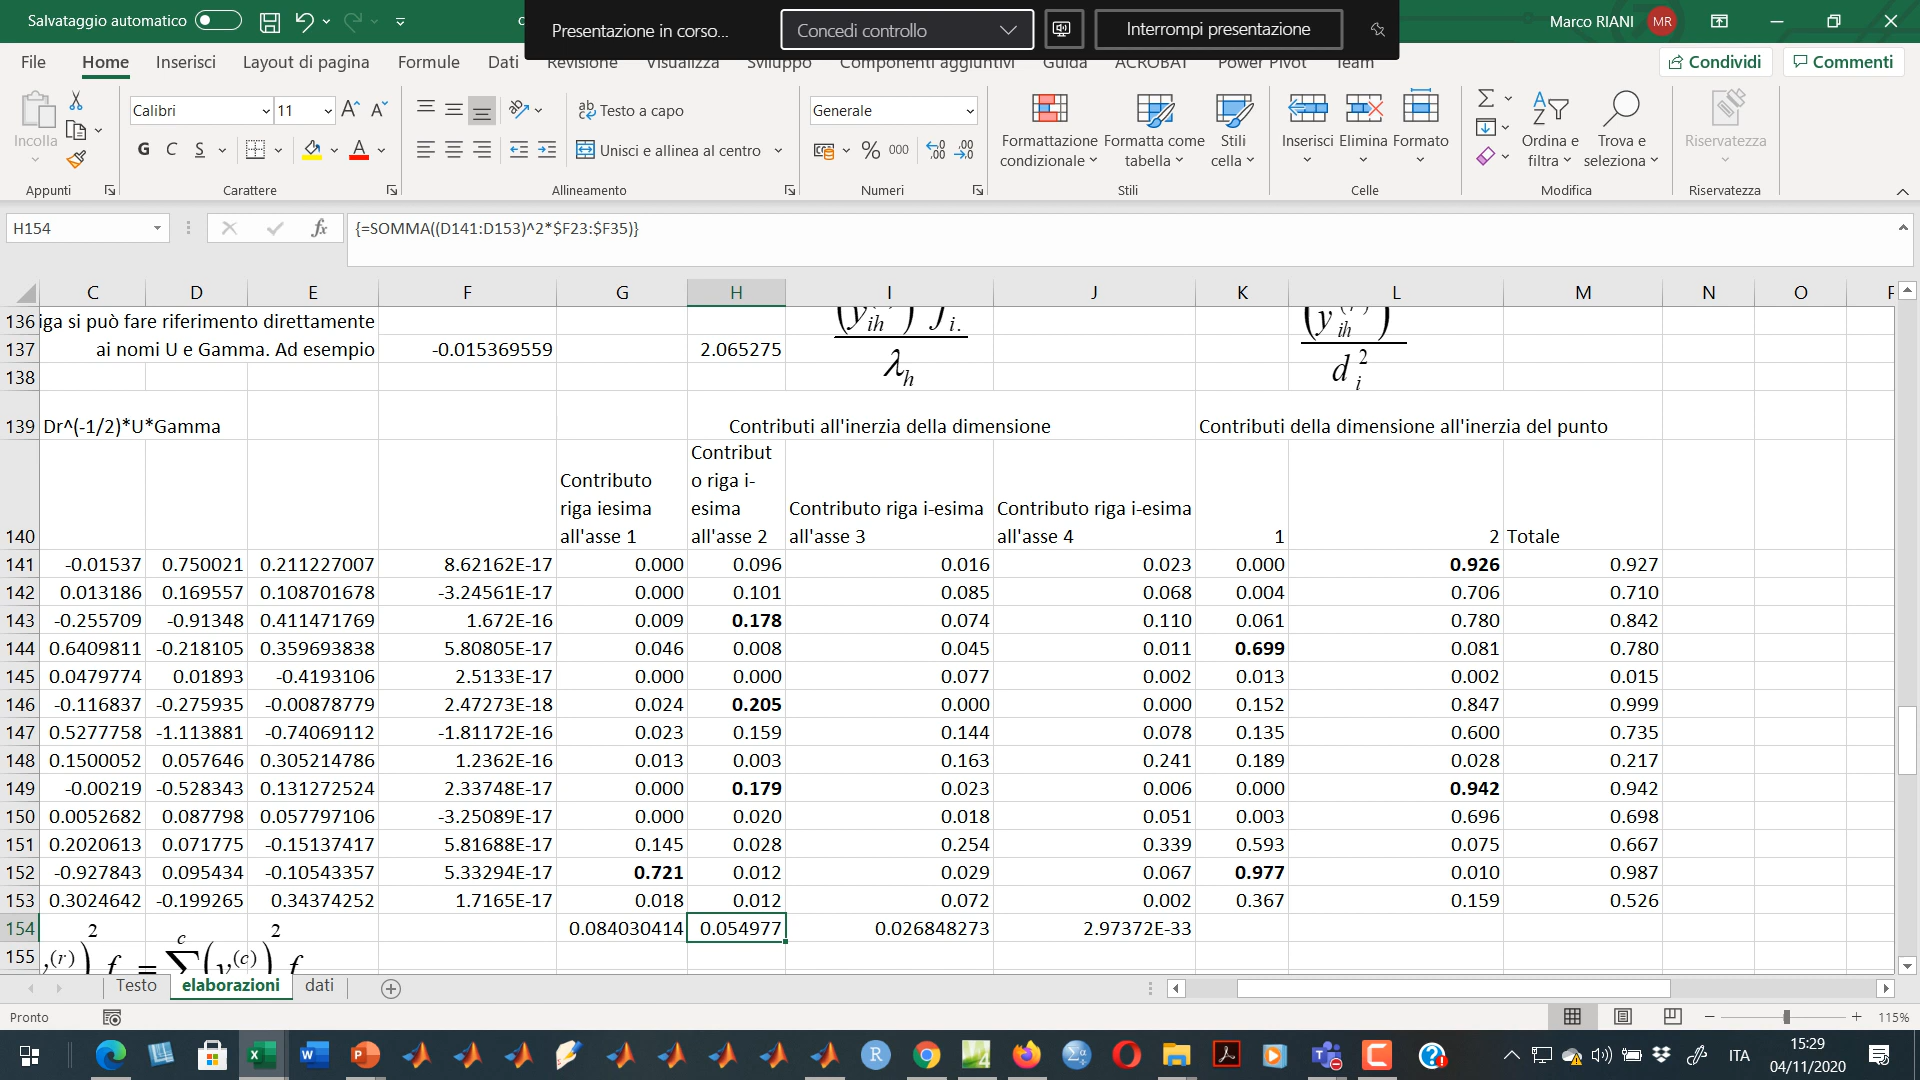 Salvataggio automatico
Presentazione in corso...
Concedi controllo
Interrompi presentazione
Marco RIANI MR
File Home Inserisci Layout di pagina Formule Dati Revisione Visualizza Sviluppo Componenti aggiuntivi Guida ACROBAT Power Pivot Team Condividi Commenti
Incolla
Calibri 11
Testo a capo
Generale
Formattazione condizionale
Formatta come tabella
Stili cella
Inserisci Elimina Formato
Ordina e filtra
Trova e seleziona
Riservatezza
G C S
Unisci e allinea al centro
% 000
Appunti Carattere Allineamento Numeri Stili Celle Modifica Riservatezza
H154 fx {=SOMMA((D141:D153)^2*$F23:$F35)}
C D E F G H I J K L M N O
136 iga si può fare riferimento direttamente
137 ai nomi U e Gamma. Ad esempio -0.015369559 2.065275
138
139 Dr^(-1/2)*U*Gamma Contributi all'inerzia della dimensione Contributi della dimensione all'inerzia del punto
140 Contributo riga iesima all'asse 1 Contributo riga i-esima all'asse 2 Contributo riga i-esima all'asse 3 Contributo riga i-esima all'asse 4 1 2 Totale
141 -0.01537 0.750021 0.211227007 8.62162E-17 0.000 0.096 0.016 0.023 0.000 0.926 0.927
142 0.013186 0.169557 0.108701678 -3.24561E-17 0.000 0.101 0.085 0.068 0.004 0.706 0.710
143 -0.255709 -0.91348 0.411471769 1.672E-16 0.009 0.178 0.074 0.110 0.061 0.780 0.842
144 0.6409811 -0.218105 0.359693838 5.80805E-17 0.046 0.008 0.045 0.011 0.699 0.081 0.780
145 0.0479774 0.01893 -0.4193106 2.5133E-17 0.000 0.000 0.077 0.002 0.013 0.002 0.015
146 -0.116837 -0.275935 -0.00878779 2.47273E-18 0.024 0.205 0.000 0.000 0.152 0.847 0.999
147 0.5277758 -1.113881 -0.74069112 -1.81172E-16 0.023 0.159 0.144 0.078 0.135 0.600 0.735
148 0.1500052 0.057646 0.305214786 1.2362E-16 0.013 0.003 0.163 0.241 0.189 0.028 0.217
149 -0.00219 -0.528343 0.131272524 2.33748E-17 0.000 0.179 0.023 0.006 0.000 0.942 0.942
150 0.0052682 0.087798 0.057797106 -3.25089E-17 0.000 0.020 0.018 0.051 0.003 0.696 0.698
151 0.2020613 0.071775 -0.15137417 5.81688E-17 0.145 0.028 0.254 0.339 0.593 0.075 0.667
152 -0.927843 0.095434 -0.10543357 5.33294E-17 0.721 0.012 0.029 0.067 0.977 0.010 0.987
153 0.3024642 -0.199265 0.34374252 1.7165E-17 0.018 0.012 0.072 0.002 0.367 0.159 0.526
154 0.084030414 0.054977 0.026848273 2.97372E-33
155
Testo elaborazioni dati
Pronto 115%
ITA
15:29
04/11/2020